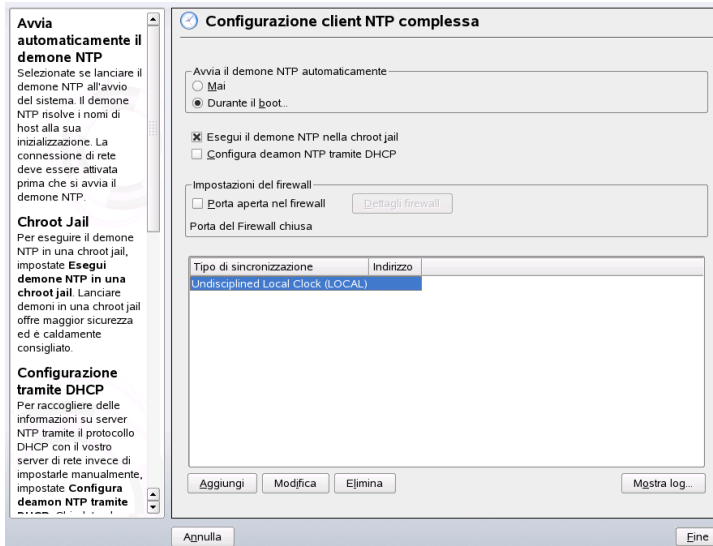 Avvia
automaticamente il
demone NTP
Selezionate se lanciare il
demone NTP all'avvio
del sistema. Il demone
NTP risolve i nomi di
host alla sua
inizializzazione. La
connessione di rete
deve essere attivata
prima che si avvia il
demone NTP.
Chroot Jail
Per eseguire il demone
NTP in una chroot jail,
impostate Esegui
demone NTP in una
chroot jail. Lanciare
demoni in una chroot jail
offre maggior sicurezza
ed è caldamente
consigliato.
Configurazione
tramite DHCP
Per raccogliere delle
informazioni su server
NTP tramite il protocollo
DHCP con il vostro
server di rete invece di
impostarle manualmente,
impostate Configura
deamon NTP tramite
Configurazione client NTP complessa
Avvia il demone NTP automaticamente
Mai
Durante il boot...
Esegui il demone NTP nella chroot jail
Configura deamon NTP tramite DHCP
Impostazioni del firewall
Porta aperta nel firewall Dettagli firewall
Porta del Firewall chiusa
Tipo di sincronizzazione Indirizzo
Undisciplined Local Clock (LOCAL)
Aggiungi Modifica Elimina Mostra log...
Annulla Fine